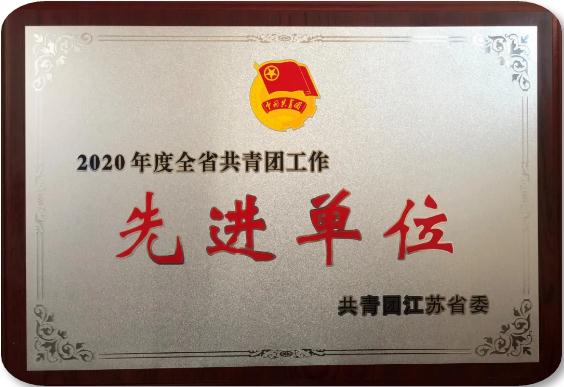 中国共青团
2020年度全省共青团工作
先进单位
共青团江苏省委